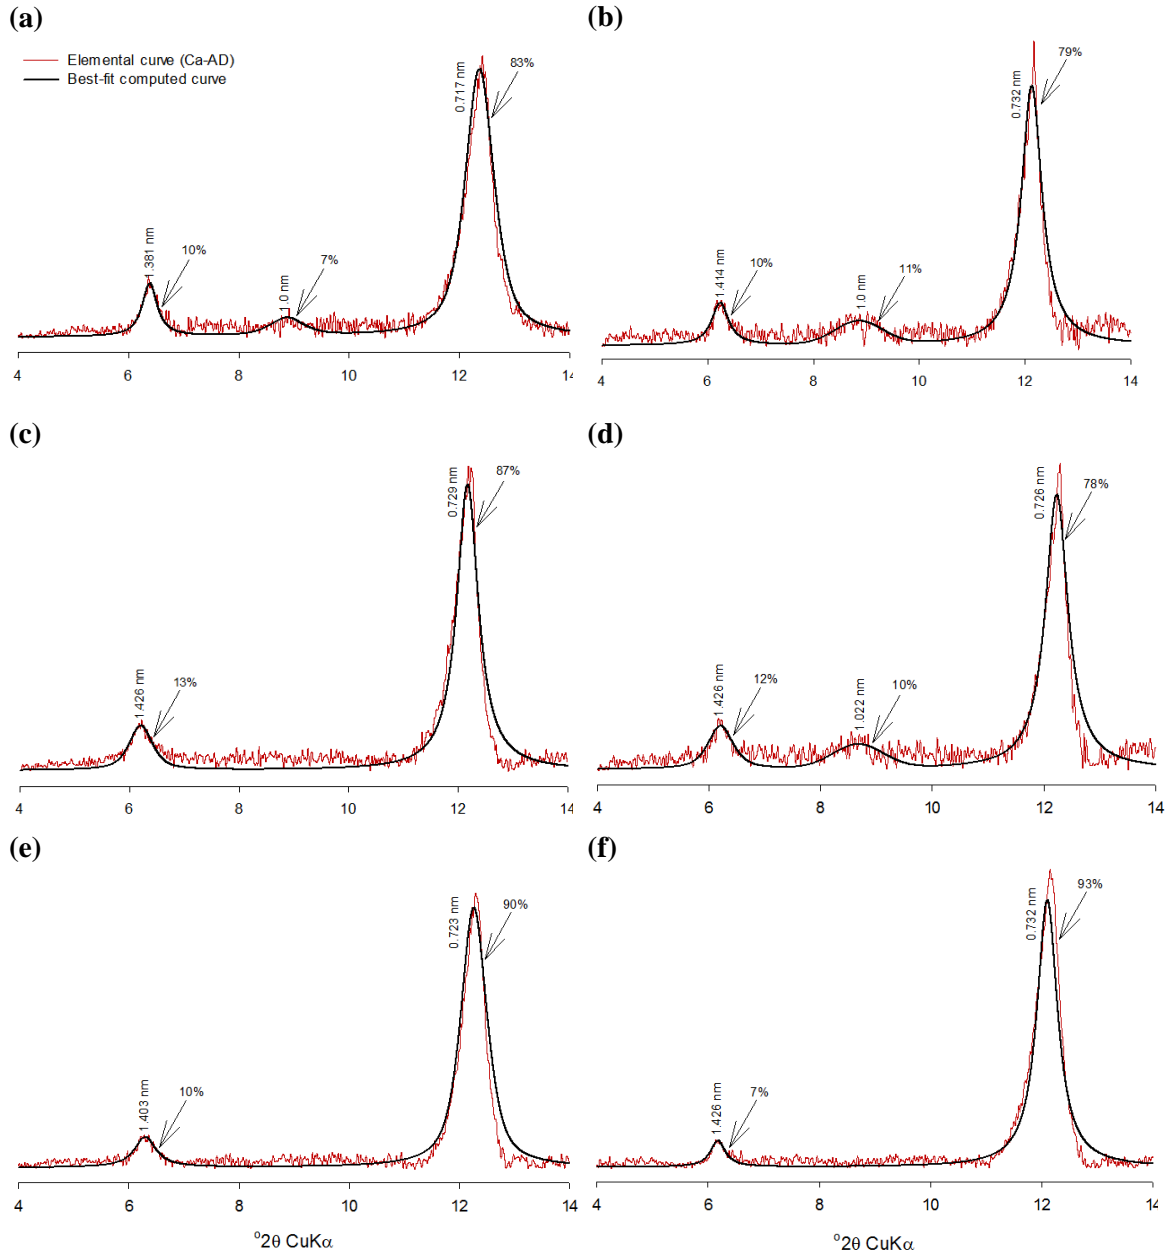 (a)
Elemental curve (Ca-AD)
Best-fit computed curve
1.381 nm
10%
1.0 nm
7%
0.717 nm
83%
4 6 8 10 12 14
(b)
1.414 nm
10%
1.0 nm
11%
0.732 nm
79%
4 6 8 10 12 14
(c)
1.426 nm
13%
0.729 nm
87%
4 6 8 10 12 14
(d)
1.426 nm
12%
1.022 nm
10%
0.726 nm
78%
4 6 8 10 12 14
(e)
1.403 nm
10%
0.723 nm
90%
4 6 8 10 12 14
°2θ CuKα
(f)
1.426 nm
7%
0.732 nm
93%
4 6 8 10 12 14
°2θ CuKα